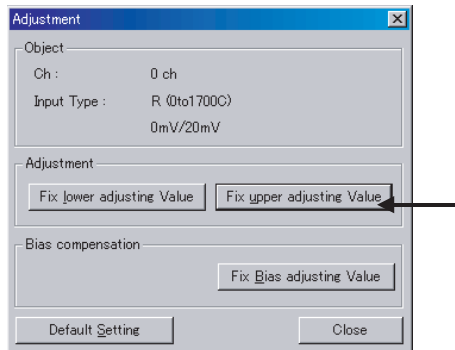 Adjustment
Object
Ch : 0 ch
Input Type : R (0to1700C)
0mV/20mV
Adjustment
Fix lower adjusting Value Fix upper adjusting Value
Bias compensation
Fix Bias adjusting Value
Default Setting Close